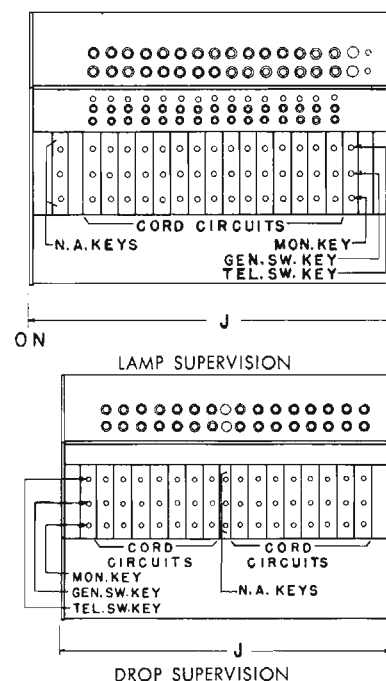 CORD CIRCUITS
N.A. KEYS
MON. KEY
GEN. SW. KEY
TEL. SW. KEY
J
ON
LAMP SUPERVISION
CORD
CIRCUITS
CORD
CIRCUITS
N.A. KEYS
MON. KEY
GEN. SW. KEY
TEL. SW. KEY
J
DROP SUPERVISION